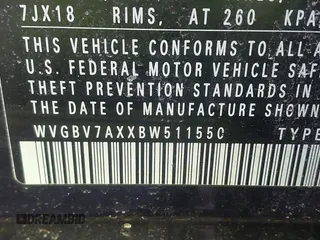 7JX18 RIMS, AT 260 KPA
THIS VEHICLE CONFORMS TO ALL A
U.S. FEDERAL MOTOR VEHICLE SAF
THEFT PREVENTION STANDARDS IN
THE DATE OF MANUFACTURE SHOWN
WVGBV7AXXBW511550 TYPE
DREAMBID